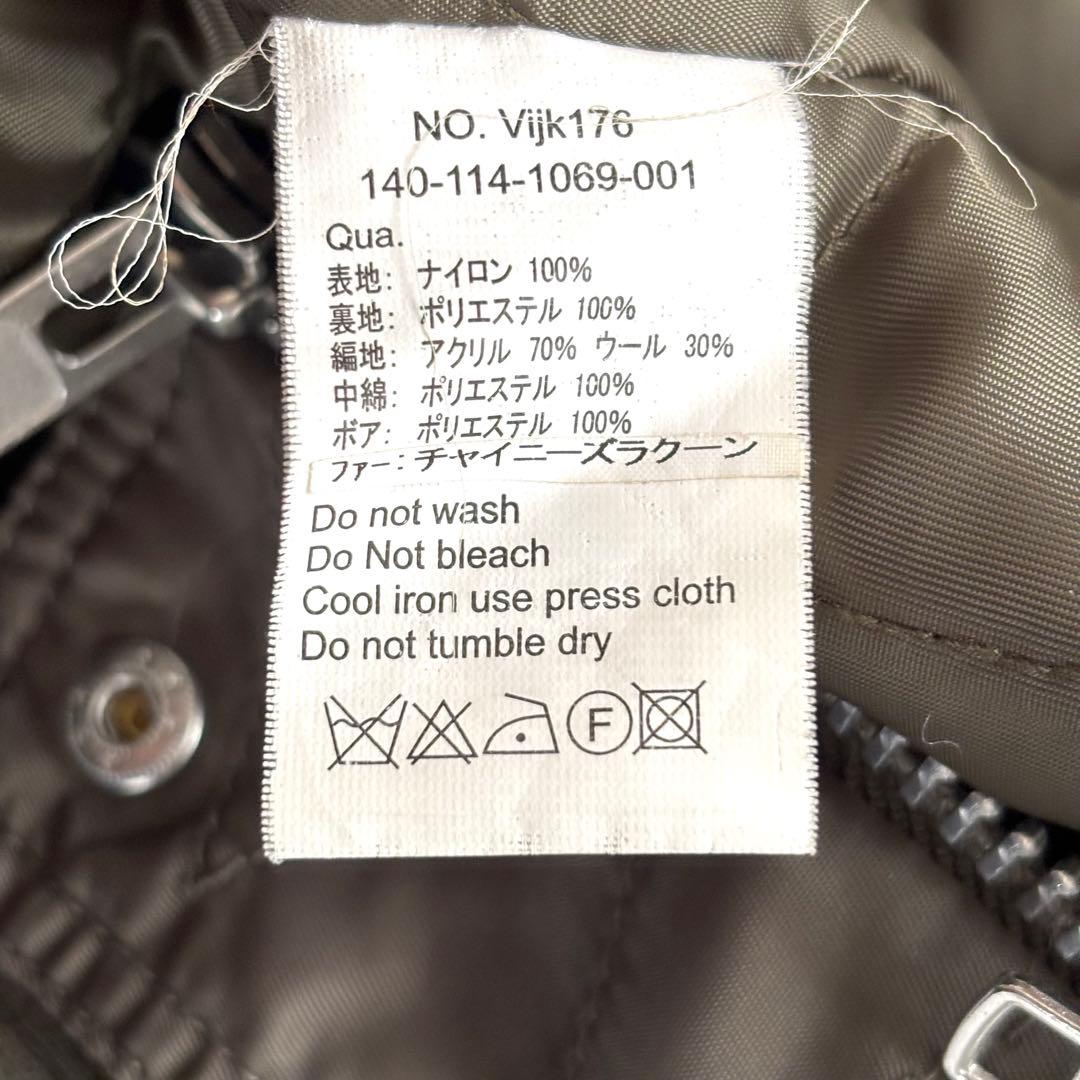 NO. Vijk176
140-114-1069-001
Qua.
表地: ナイロン 100%
裏地: ポリエステル 100%
編地: アクリル 70% ウール 30%
中綿: ポリエステル 100%
ボア: ポリエステル 100%
ファー: チャイニーズラクーン
Do not wash
Do Not bleach
Cool iron use press cloth
Do not tumble dry
F